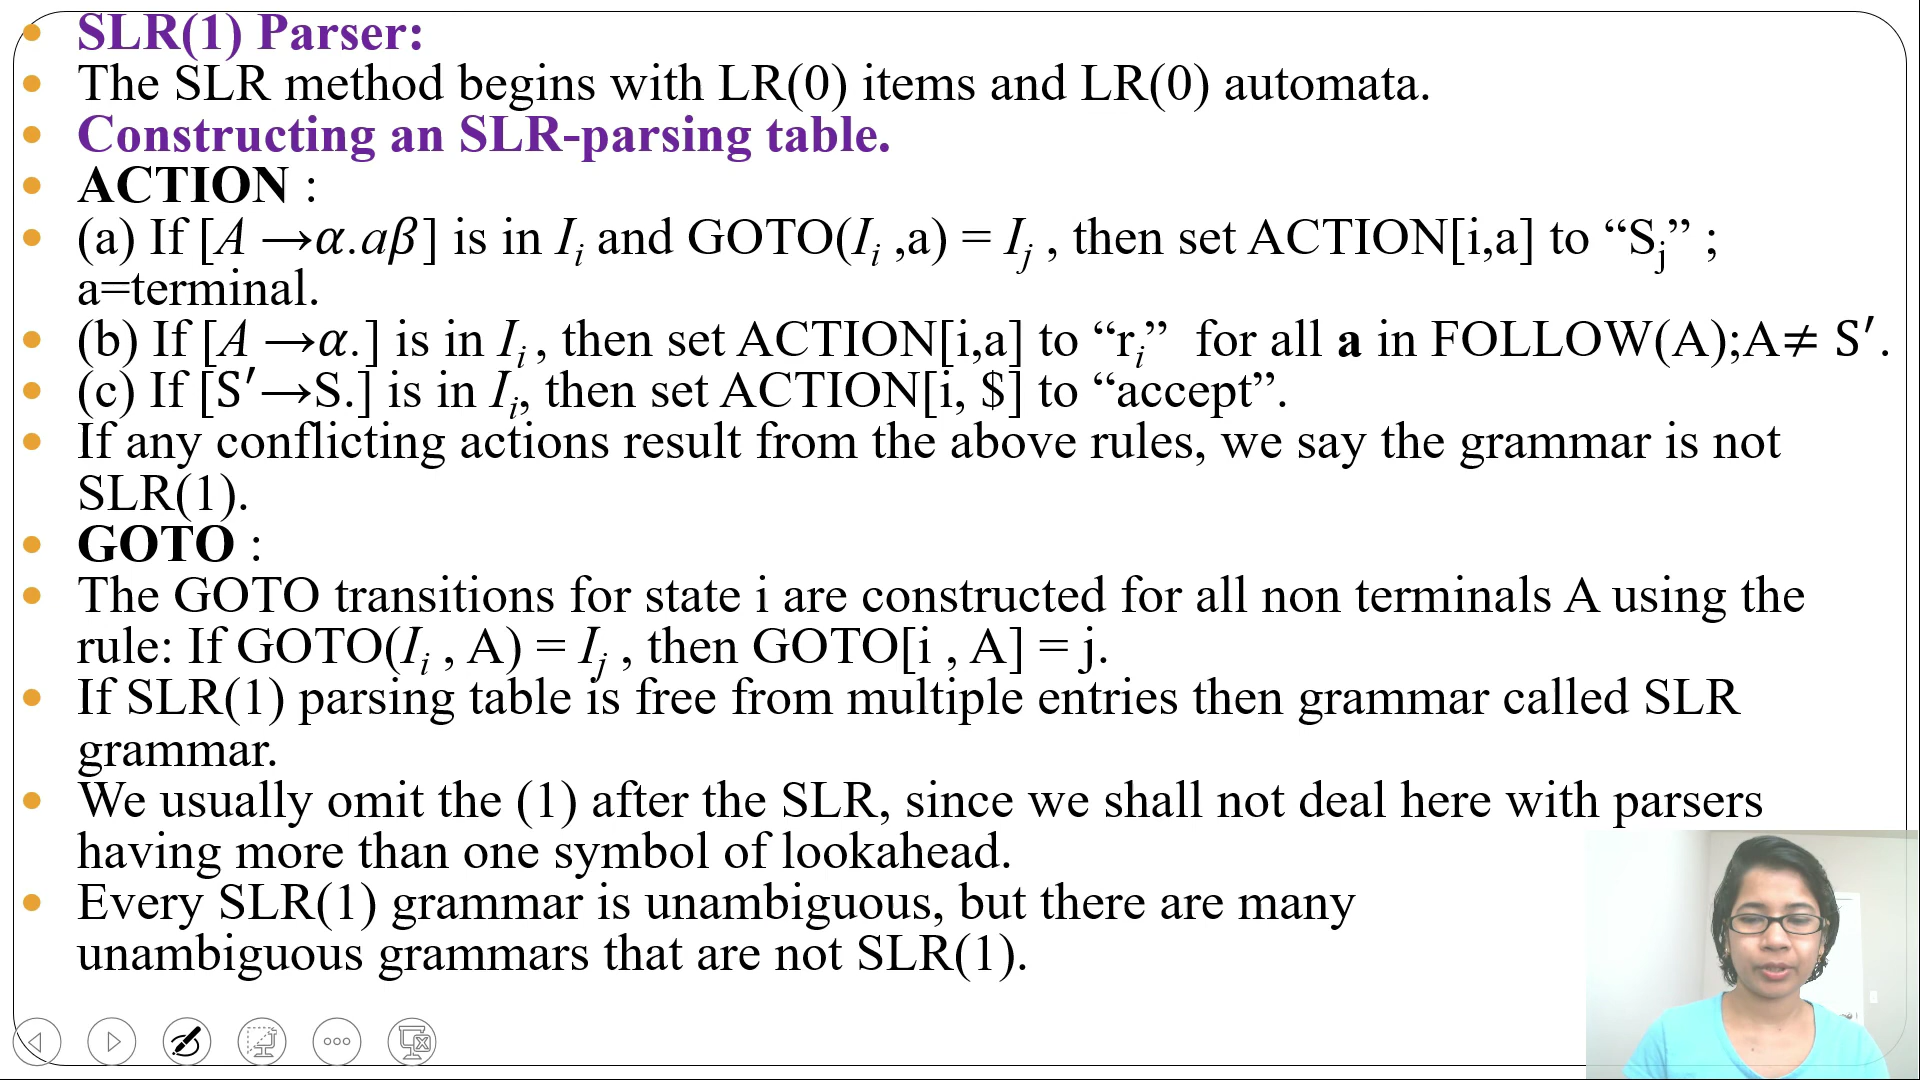 SLR(1) Parser:
The SLR method begins with LR(0) items and LR(0) automata.
Constructing an SLR-parsing table.
ACTION :
(a) If [A →α.aβ] is in Iᵢ and GOTO(Iᵢ ,a) = Iⱼ , then set ACTION[i,a] to “Sⱼ” ;
a=terminal.
(b) If [A →α.] is in Iᵢ , then set ACTION[i,a] to “rᵢ” for all a in FOLLOW(A);A≠ S′.
(c) If [S′→S.] is in Iᵢ, then set ACTION[i, $] to “accept”.
If any conflicting actions result from the above rules, we say the grammar is not
SLR(1).
GOTO :
The GOTO transitions for state i are constructed for all non terminals A using the
rule: If GOTO(Iᵢ , A) = Iⱼ , then GOTO[i , A] = j.
If SLR(1) parsing table is free from multiple entries then grammar called SLR
grammar.
We usually omit the (1) after the SLR, since we shall not deal here with parsers
having more than one symbol of lookahead.
Every SLR(1) grammar is unambiguous, but there are many
unambiguous grammars that are not SLR(1).